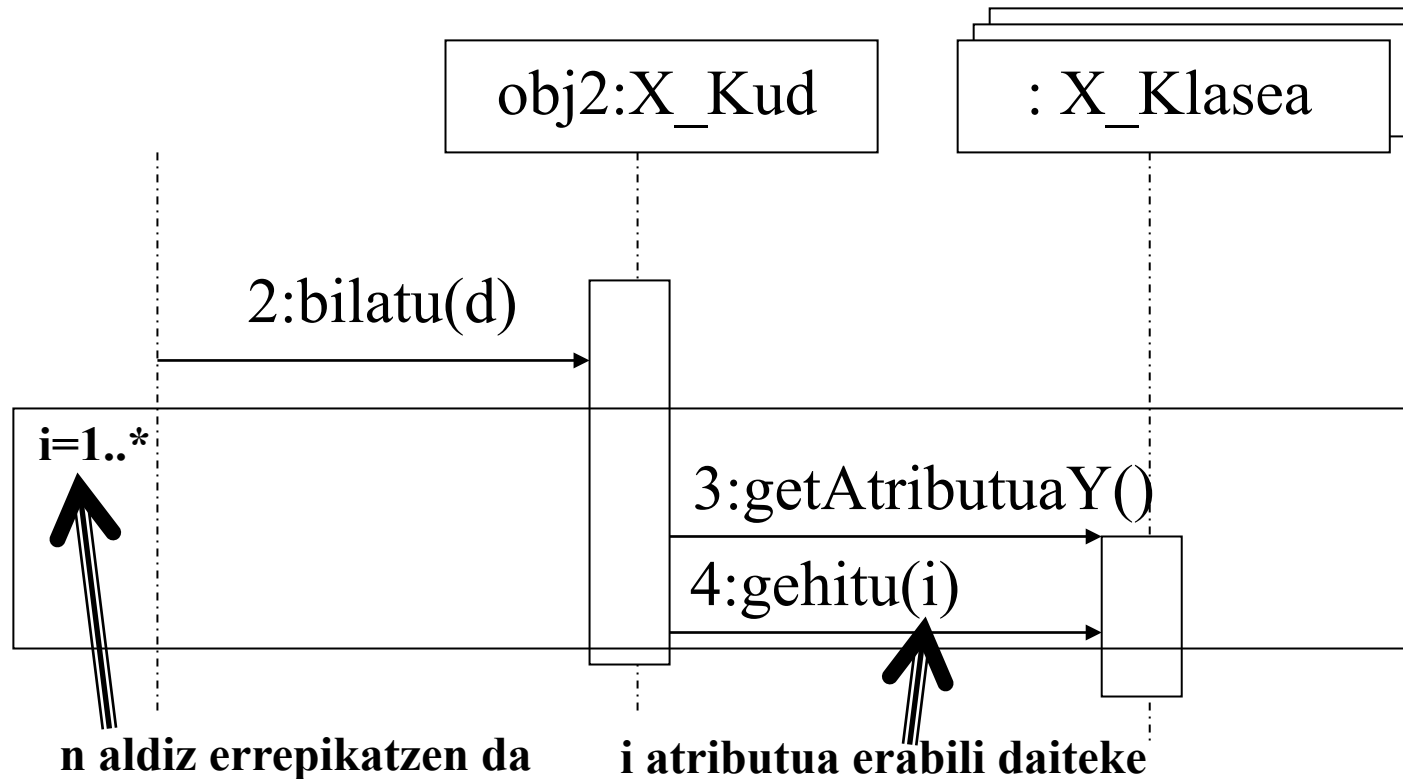 obj2:X_Kud
: X_Klasea
2:bilatu(d)
i=1..*
3:getAtributuaY()
4:gehitu(i)
n aldiz errepikatzen da
i atributua erabili daiteke